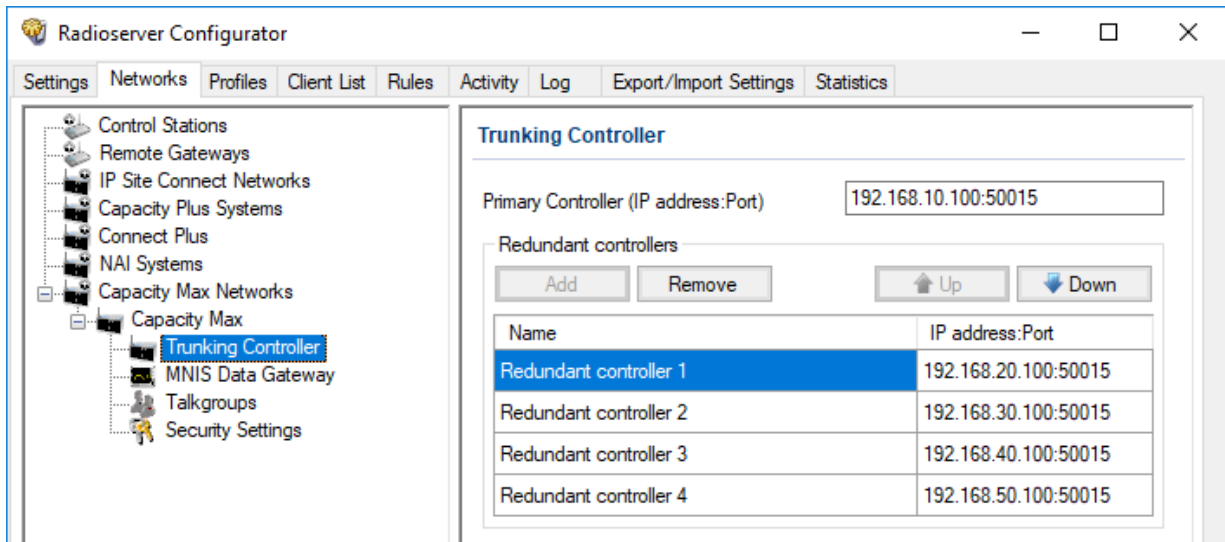 Radioserver Configurator
Settings Networks Profiles Client List Rules Activity Log Export/Import Settings Statistics
Control Stations
Remote Gateways
IP Site Connect Networks
Capacity Plus Systems
Connect Plus
NAI Systems
Capacity Max Networks
Capacity Max
Trunking Controller
MNIS Data Gateway
Talkgroups
Security Settings
Trunking Controller
Primary Controller (IP address:Port) 192.168.10.100:50015
Redundant controllers
Add Remove Up Down
Name IP address:Port
Redundant controller 1 192.168.20.100:50015
Redundant controller 2 192.168.30.100:50015
Redundant controller 3 192.168.40.100:50015
Redundant controller 4 192.168.50.100:50015